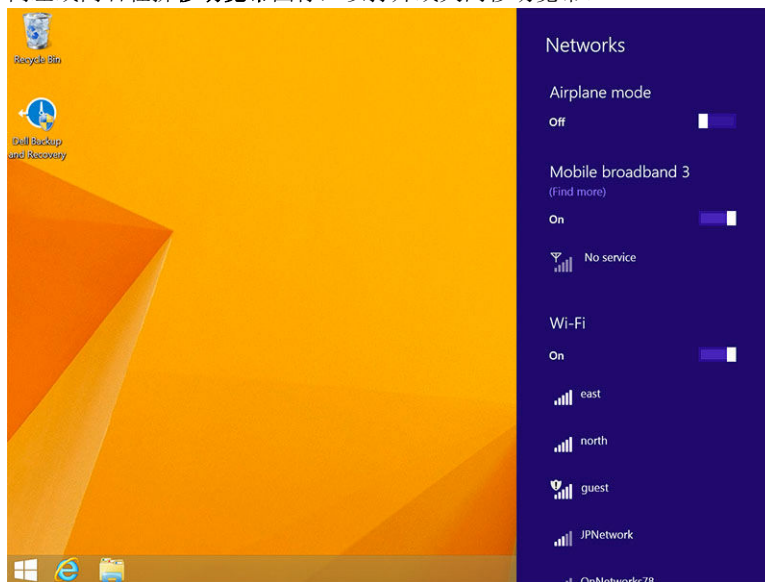 Recycle Bin
Dell Backup
and Recovery
Networks
Airplane mode
Off
Mobile broadband 3
(Find more)
On
No service
Wi-Fi
On
east
north
guest
JPNetwork